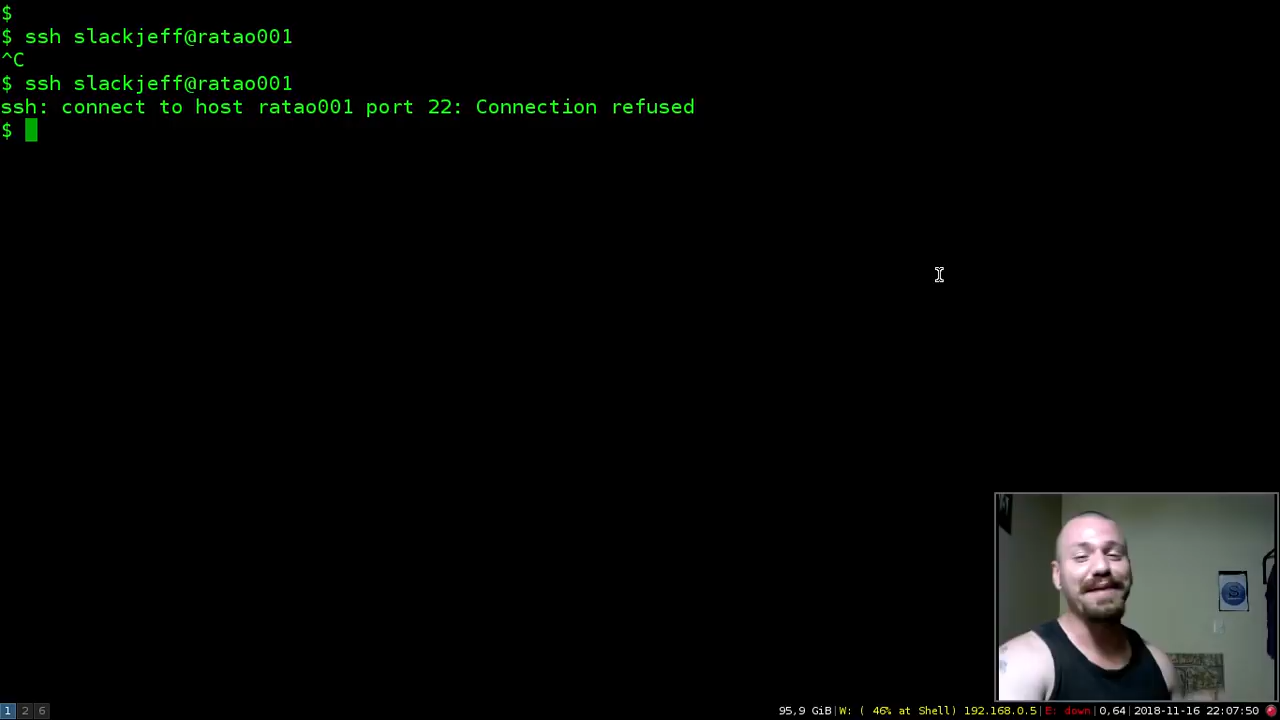 $
$ ssh slackjeff@ratao001
^C
$ ssh slackjeff@ratao001
ssh: connect to host ratao001 port 22: Connection refused
$
1 2 6
95,9 GiB|W: ( 46% at Shell) 192.168.0.5|E: down|0,64|2018-11-16 22:07:50